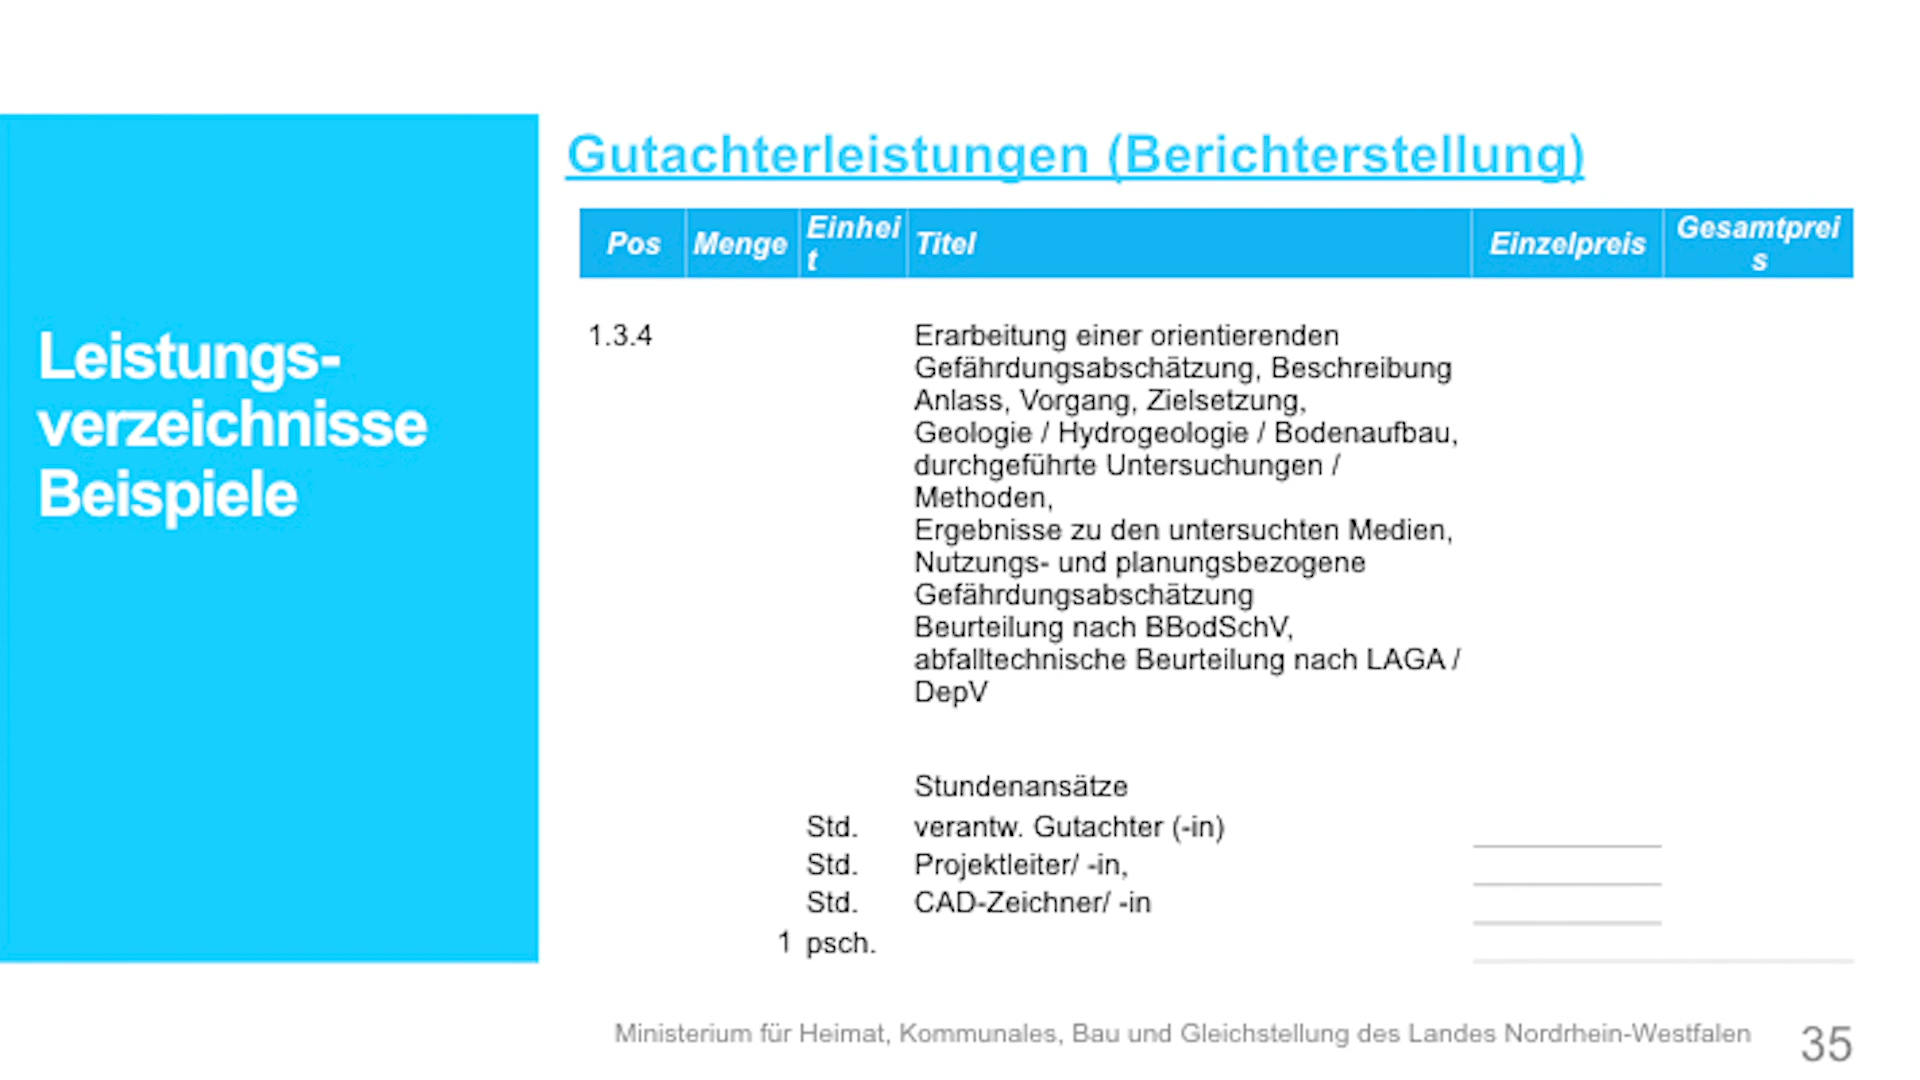 Leistungs-
verzeichnisse
Beispiele
Gutachterleistungen (Berichterstellung)
Pos Menge Einhei Titel Einzelpreis Gesamtprei
t s
1.3.4 Erarbeitung einer orientierenden
Gefährdungsabschätzung, Beschreibung
Anlass, Vorgang, Zielsetzung,
Geologie / Hydrogeologie / Bodenaufbau,
durchgeführte Untersuchungen /
Methoden,
Ergebnisse zu den untersuchten Medien,
Nutzungs- und planungsbezogene
Gefährdungsabschätzung
Beurteilung nach BBodSchV,
abfalltechnische Beurteilung nach LAGA /
DepV
Stundenansätze
Std. verantw. Gutachter (-in)
Std. Projektleiter/ -in,
Std. CAD-Zeichner/ -in
1 psch.
Ministerium für Heimat, Kommunales, Bau und Gleichstellung des Landes Nordrhein-Westfalen 35